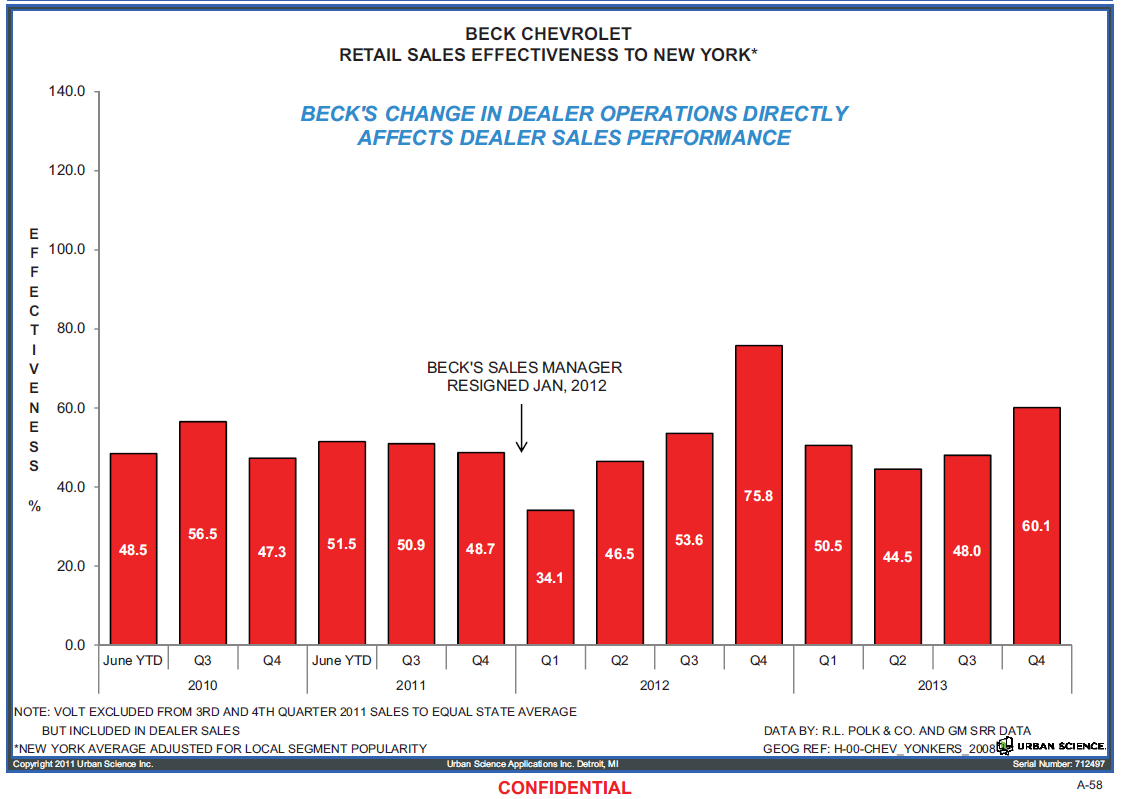 BECK CHEVROLET
RETAIL SALES EFFECTIVENESS TO NEW YORK*
BECK'S CHANGE IN DEALER OPERATIONS DIRECTLY
AFFECTS DEALER SALES PERFORMANCE
140.0
120.0
100.0
80.0
60.0
40.0
20.0
0.0
EFFECTIVENESS %
BECK'S SALES MANAGER
RESIGNED JAN, 2012
48.5 56.5 47.3 51.5 50.9 48.7 34.1 46.5 53.6 75.8 50.5 44.5 48.0 60.1
June YTD Q3 Q4 June YTD Q3 Q4 Q1 Q2 Q3 Q4 Q1 Q2 Q3 Q4
2010 2011 2012 2013
NOTE: VOLT EXCLUDED FROM 3RD AND 4TH QUARTER 2011 SALES TO EQUAL STATE AVERAGE
BUT INCLUDED IN DEALER SALES
*NEW YORK AVERAGE ADJUSTED FOR LOCAL SEGMENT POPULARITY
DATA BY: R.L. POLK & CO. AND GM SRR DATA
GEOG REF: H-00-CHEV_YONKERS_2008
URBAN SCIENCE.
Copyright 2011 Urban Science Inc. Urban Science Applications Inc. Detroit, MI Serial Number: 712497
CONFIDENTIAL
A-58